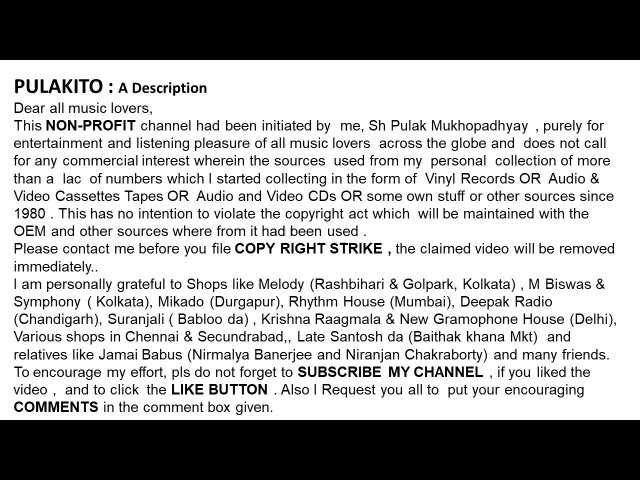 PULAKITO : A Description
Dear all music lovers,
This NON-PROFIT channel had been initiated by me, Sh Pulak Mukhopadhyay , purely for
entertainment and listening pleasure of all music lovers across the globe and does not call
for any commercial interest wherein the sources used from my personal collection of more
than a lac of numbers which I started collecting in the form of Vinyl Records OR Audio &
Video Cassettes Tapes OR Audio and Video CDs OR some own stuff or other sources since
1980 . This has no intention to violate the copyright act which will be maintained with the
OEM and other sources where from it had been used .
Please contact me before you file COPY RIGHT STRIKE , the claimed video will be removed
immediately..
I am personally grateful to Shops like Melody (Rashbihari & Golpark, Kolkata) , M Biswas &
Symphony ( Kolkata), Mikado (Durgapur), Rhythm House (Mumbai), Deepak Radio
(Chandigarh), Suranjali ( Babloo da) , Krishna Raagmala & New Gramophone House (Delhi),
Various shops in Chennai & Secundrabad,, Late Santosh da (Baithak khana Mkt) and
relatives like Jamai Babus (Nirmalya Banerjee and Niranjan Chakraborty) and many friends.
To encourage my effort, pls do not forget to SUBSCRIBE MY CHANNEL , if you liked the
video , and to click the LIKE BUTTON . Also I Request you all to put your encouraging
COMMENTS in the comment box given.